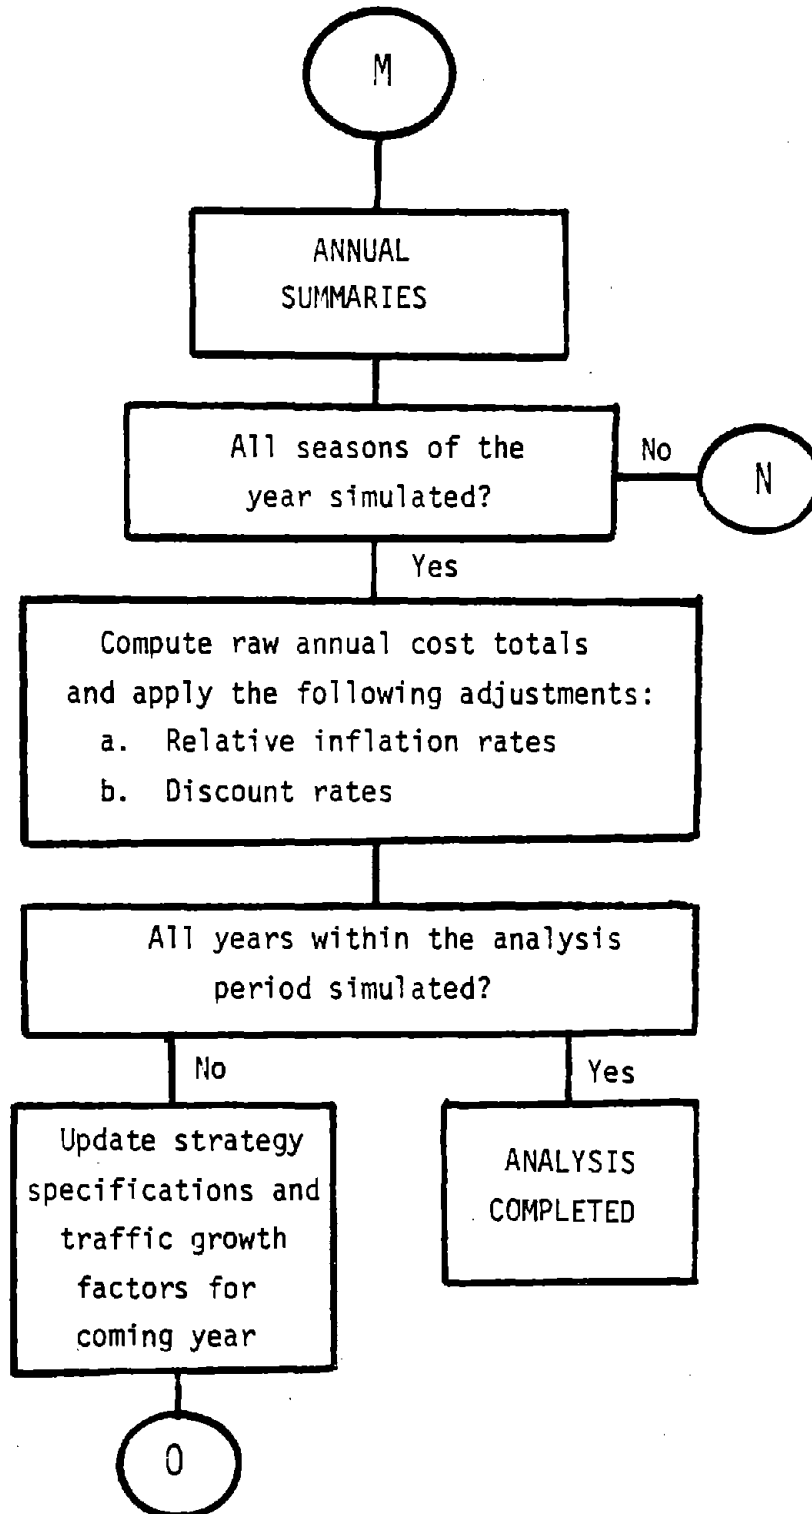 M
ANNUAL
SUMMARIES
All seasons of the
year simulated?
No
N
Yes
Compute raw annual cost totals
and apply the following adjustments:
a. Relative inflation rates
b. Discount rates
All years within the analysis
period simulated?
No
Yes
Update strategy
specifications and
traffic growth
factors for
coming year
ANALYSIS
COMPLETED
O